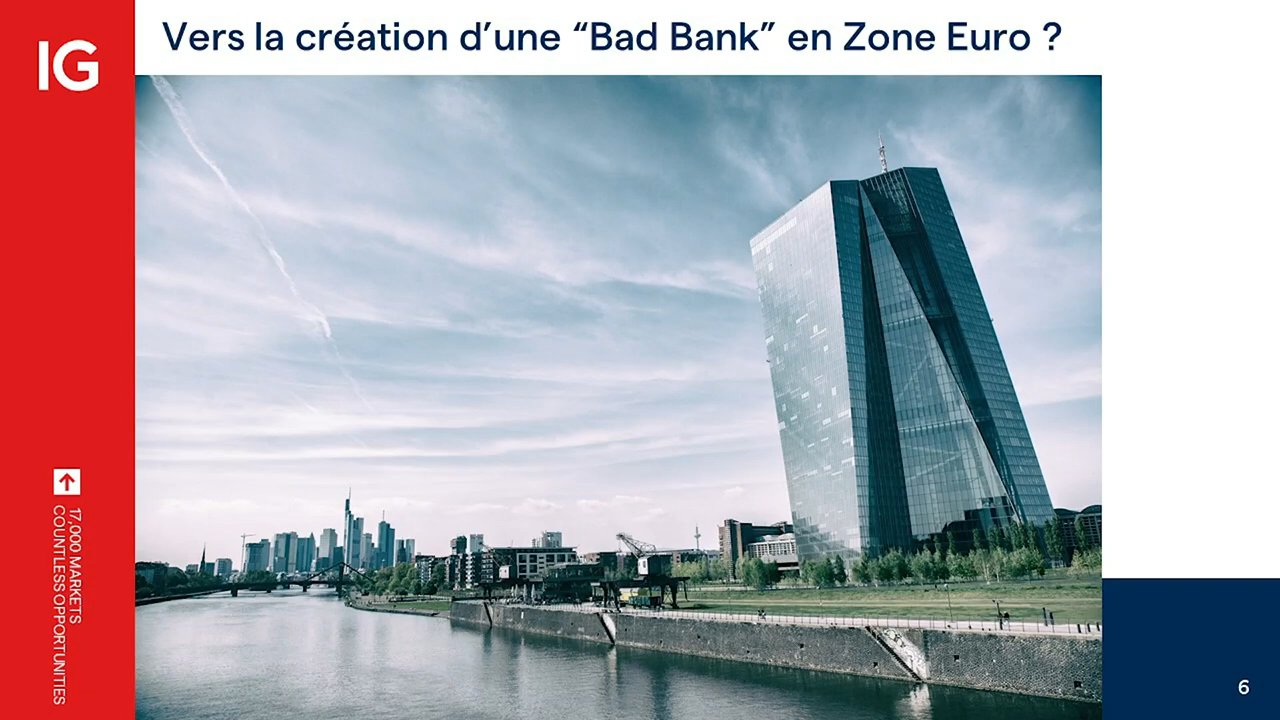 Vers la création d’une “Bad Bank” en Zone Euro ?
IG
17,000 MARKETS
COUNTLESS OPPORTUNITIES
6